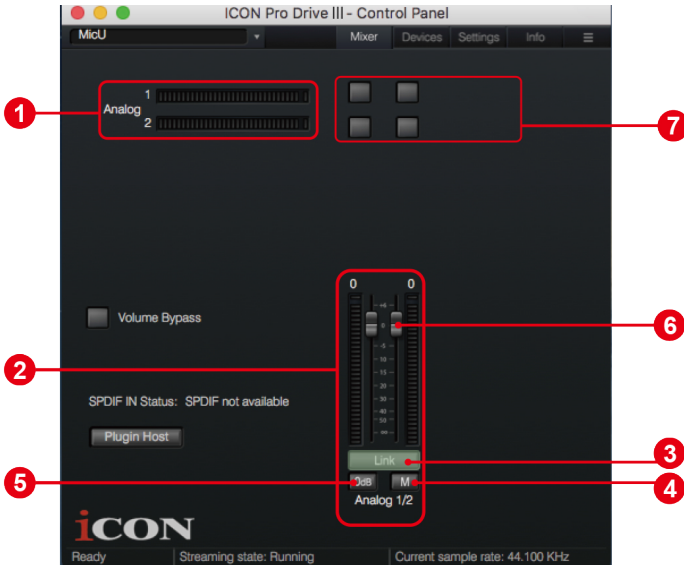 ICON Pro Drive III - Control Panel
MicU
Mixer Devices Settings Info
1
Analog
2
1
7
0 0
+6
0
-5
-10
-15
-20
-30
-40
-50
-∞
6
Volume Bypass
2
SPDIF IN Status: SPDIF not available
Plugin Host
Link
3
5
0dB M
4
Analog 1/2
iCON
Ready Streaming state: Running Current sample rate: 44.100 KHz